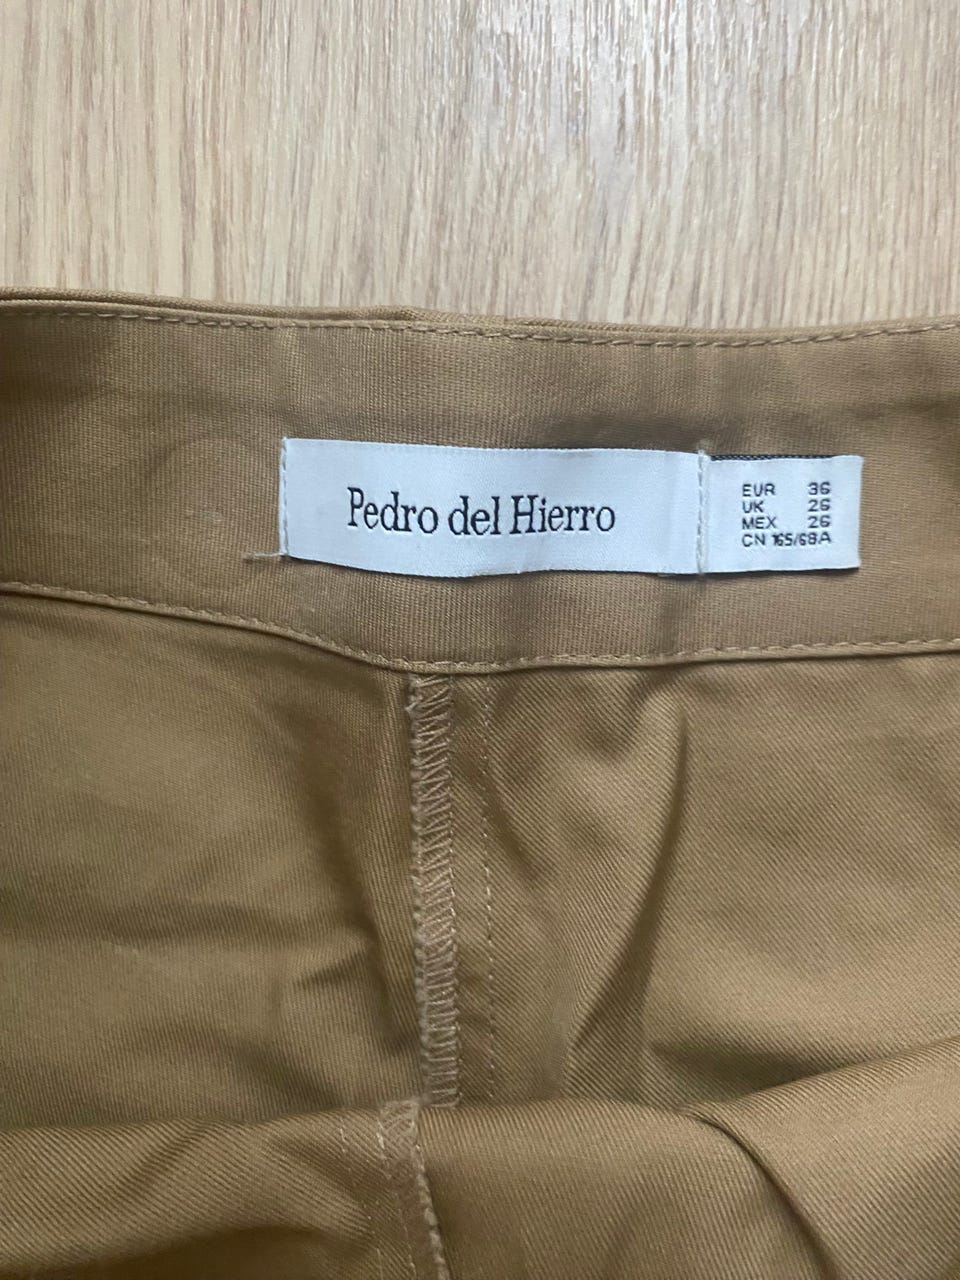 Pedro del Hierro
EUR 36
UK 26
MEX 26
CN 165/68A